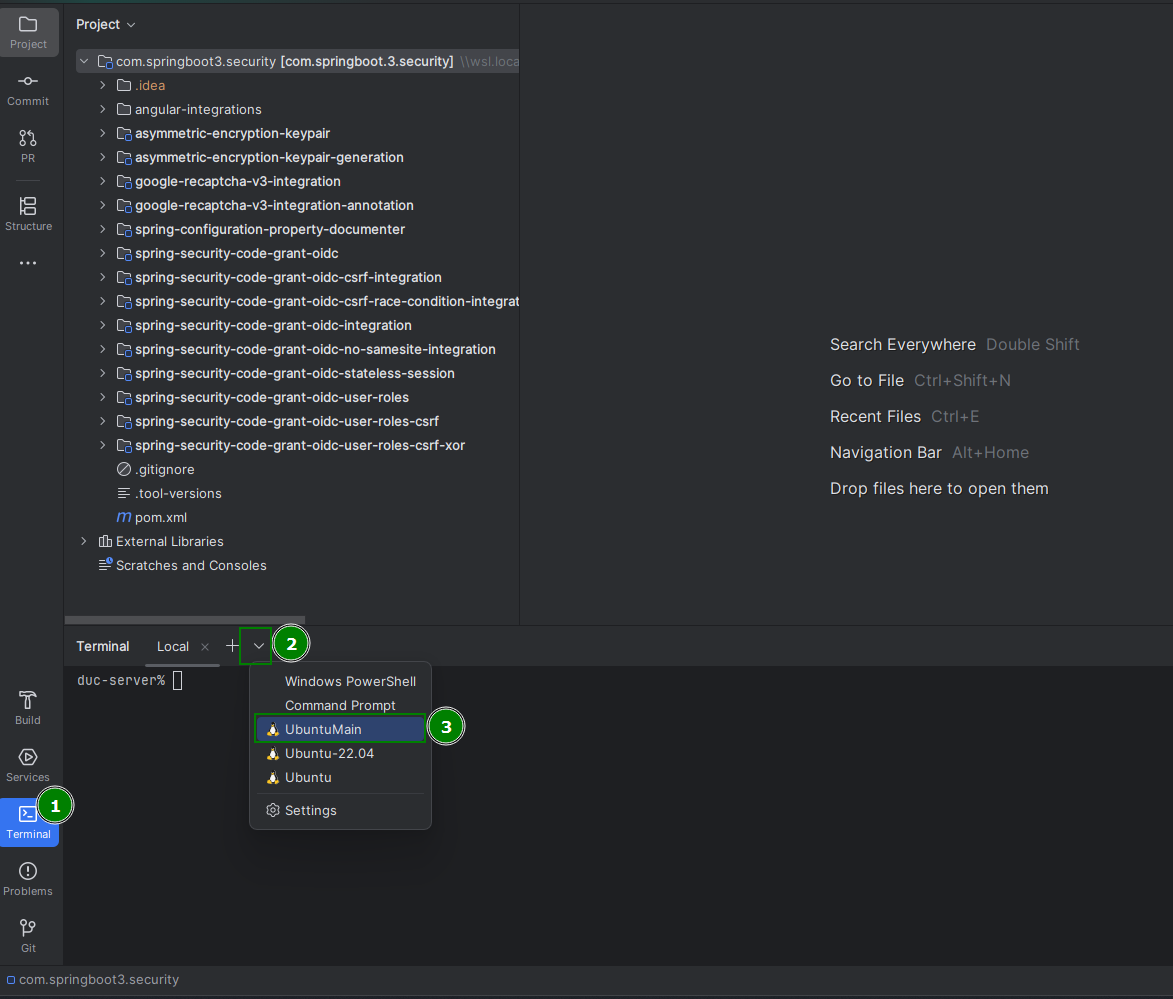 Project
Project
Commit
PR
Structure
com.springboot3.security [com.springboot.3.security] \\wsl.loca
.idea
angular-integrations
asymmetric-encryption-keypair
asymmetric-encryption-keypair-generation
google-recaptcha-v3-integration
google-recaptcha-v3-integration-annotation
spring-configuration-property-documenter
spring-security-code-grant-oidc
spring-security-code-grant-oidc-csrf-integration
spring-security-code-grant-oidc-csrf-race-condition-integrat
spring-security-code-grant-oidc-integration
spring-security-code-grant-oidc-no-samesite-integration
spring-security-code-grant-oidc-stateless-session
spring-security-code-grant-oidc-user-roles
spring-security-code-grant-oidc-user-roles-csrf
spring-security-code-grant-oidc-user-roles-csrf-xor
.gitignore
.tool-versions
m pom.xml
External Libraries
Scratches and Consoles
Search Everywhere Double Shift
Go to File Ctrl+Shift+N
Recent Files Ctrl+E
Navigation Bar Alt+Home
Drop files here to open them
Terminal Local 2
duc-server%
Windows PowerShell
Command Prompt
UbuntuMain 3
Ubuntu-22.04
Ubuntu
Settings
Build
Services
1
Terminal
Problems
Git
com.springboot3.security